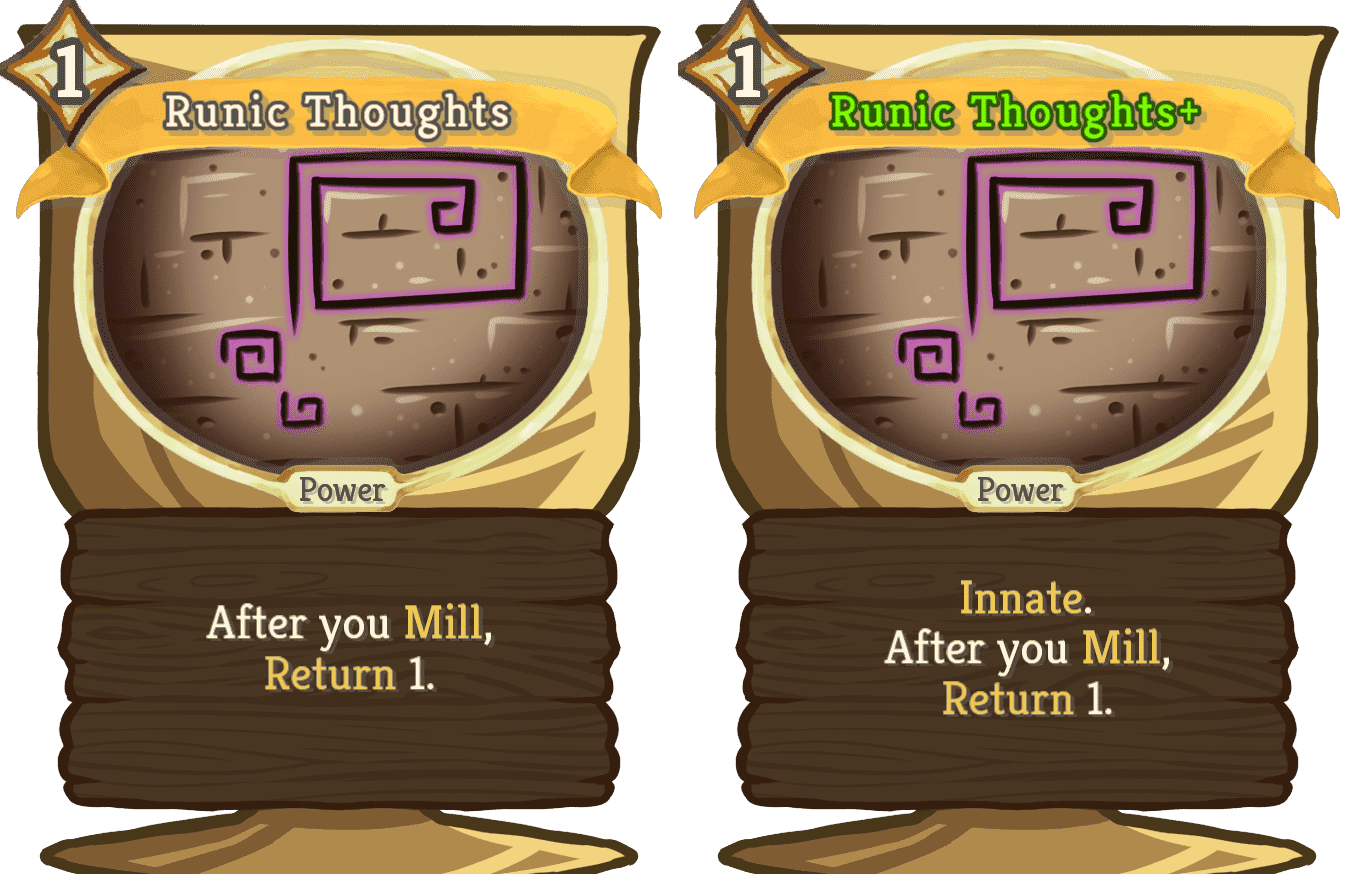 1
Runic Thoughts
Power
After you Mill,
Return 1.
1
Runic Thoughts+
Power
Innate.
After you Mill,
Return 1.